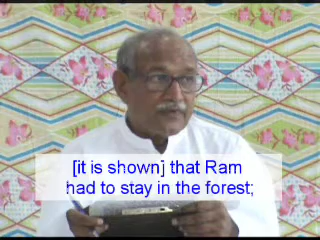 [it is shown] that Ram
had to stay in the forest;